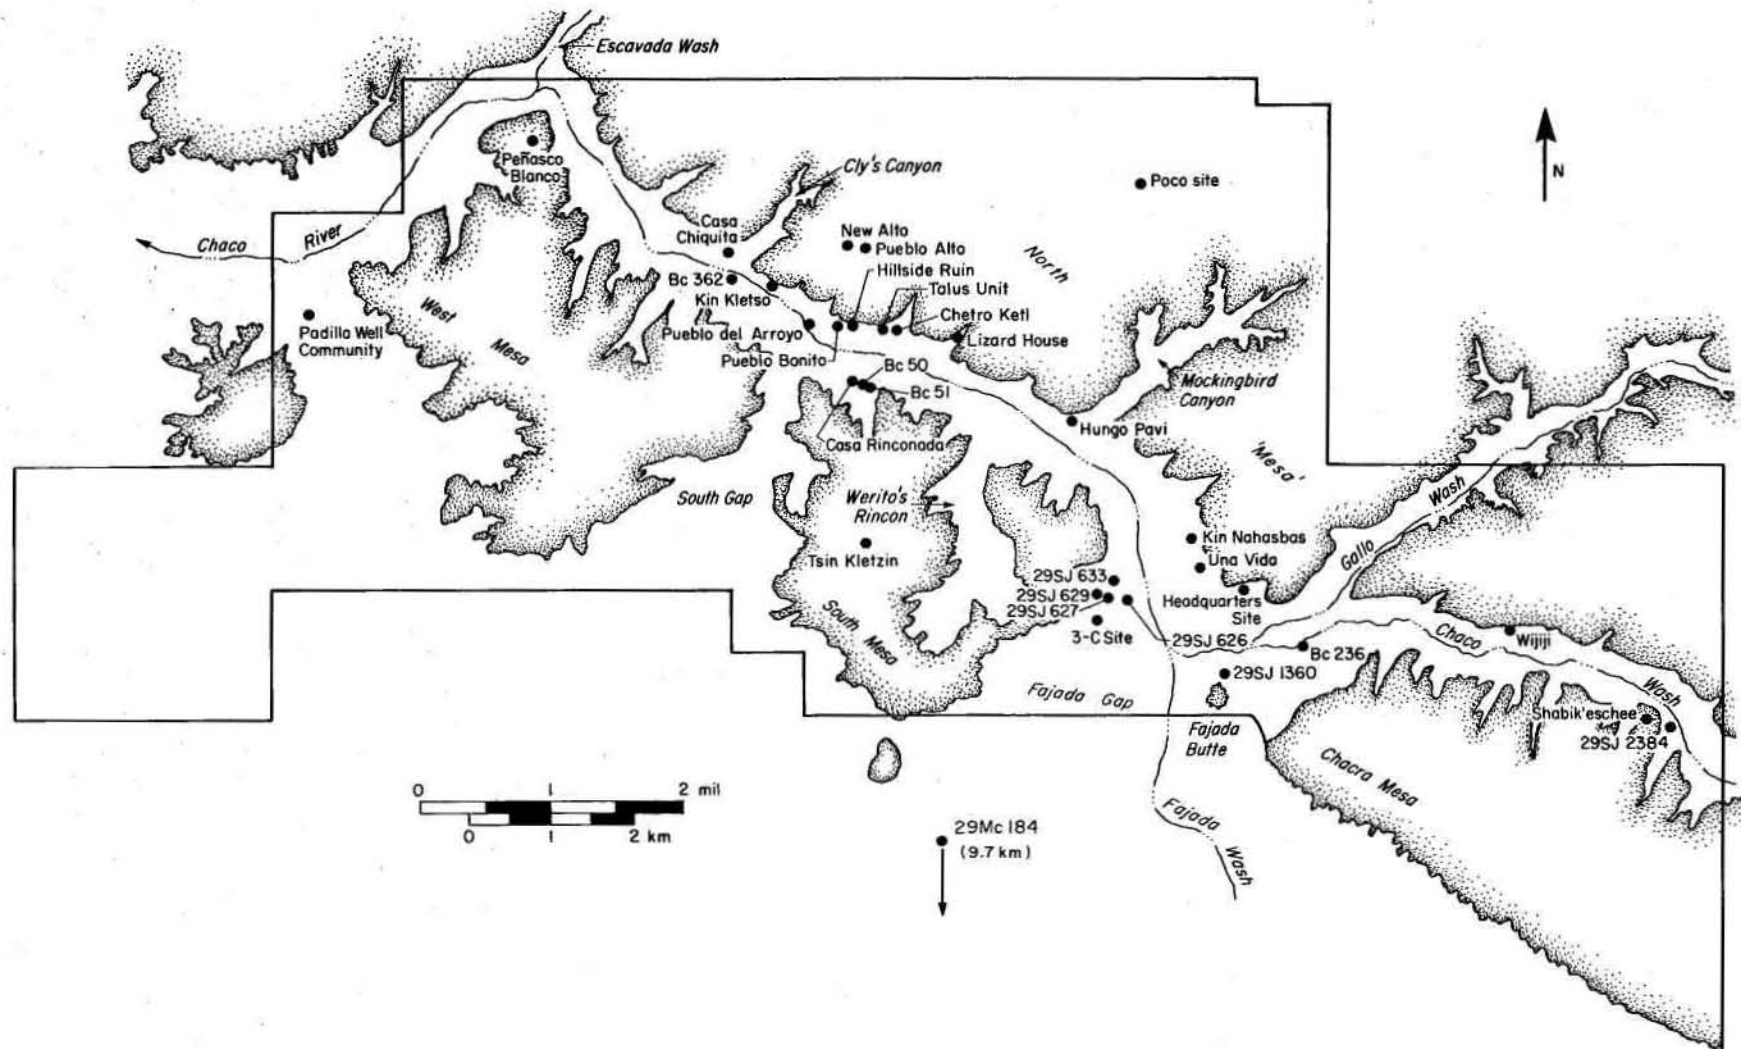 Escavada Wash
Peñasco
Blanco
Cly's Canyon
Poco site
N
Chaco
River
Casa
Chiquita
New Alto
Pueblo Alto
North
Hillside Ruin
Bc 362
Talus Unit
Kin Kletso
Chetro Ketl
West
Padilla Well
Community
Pueblo del Arroyo
Lizard House
Mesa
Pueblo Bonito
Bc 50
Mockingbird
Canyon
Bc 51
Hungo Pavi
Casa Rinconada
'Mesa'
South Gap
Werito's
Rincon
Wash
Gallo
Kin Nahasbas
Tsin Kletzin
Una Vida
29SJ 633
29SJ 629
29SJ 627
Headquarters
Site
South Mesa
3-C Site
29SJ 626
Chaco
Wijiji
Bc 236
29SJ 1360
Wash
Fajada Gap
Shabik'eschee
Fajada
Butte
29SJ 2384
Chacra Mesa
0 1 2 mil
0 1 2 km
Fajada
Wash
29Mc 184
(9.7 km)